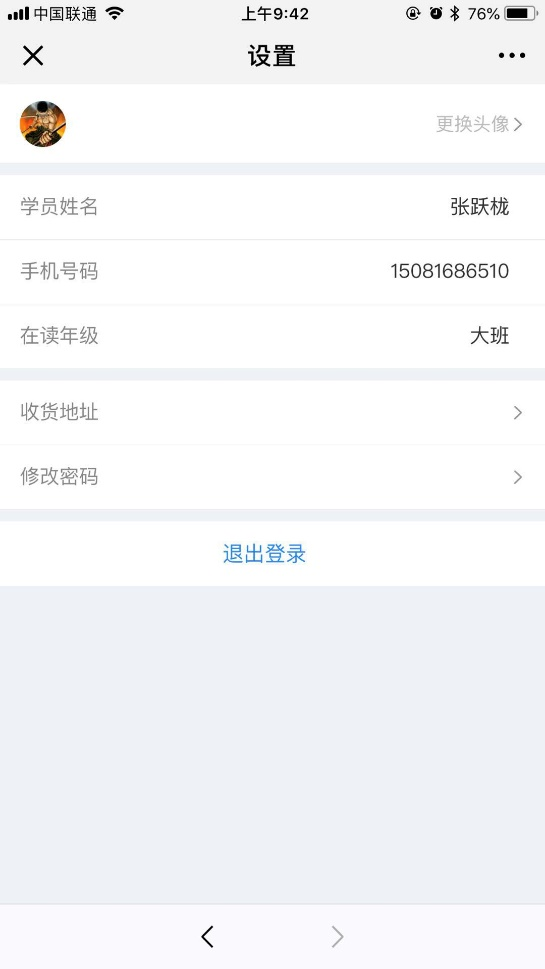 中国联通 上午9:42 76%
设置
更换头像
学员姓名 张跃栊
手机号码 15081686510
在读年级 大班
收货地址
修改密码
退出登录